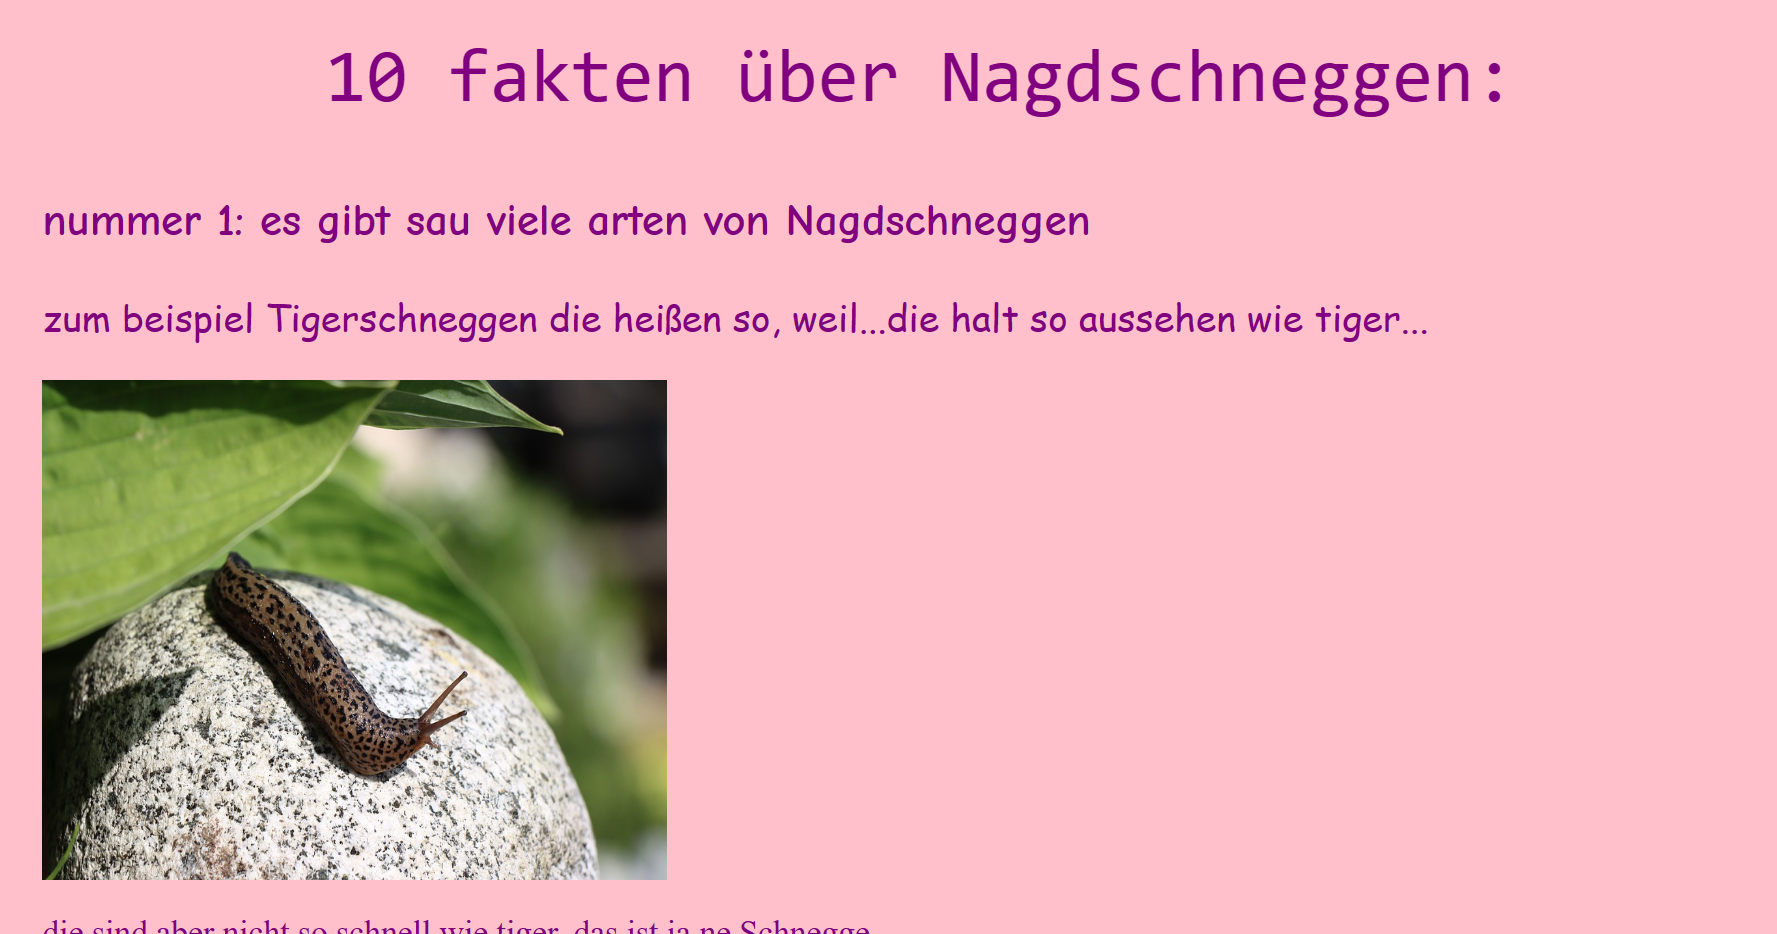 10 fakten über Nagdschneggen:
nummer 1: es gibt sau viele arten von Nagdschneggen
zum beispiel Tigerschneggen die heißen so, weil...die halt so aussehen wie tiger...
die sind aber nicht so schnell wie tiger, das ist ja ne Schnegge